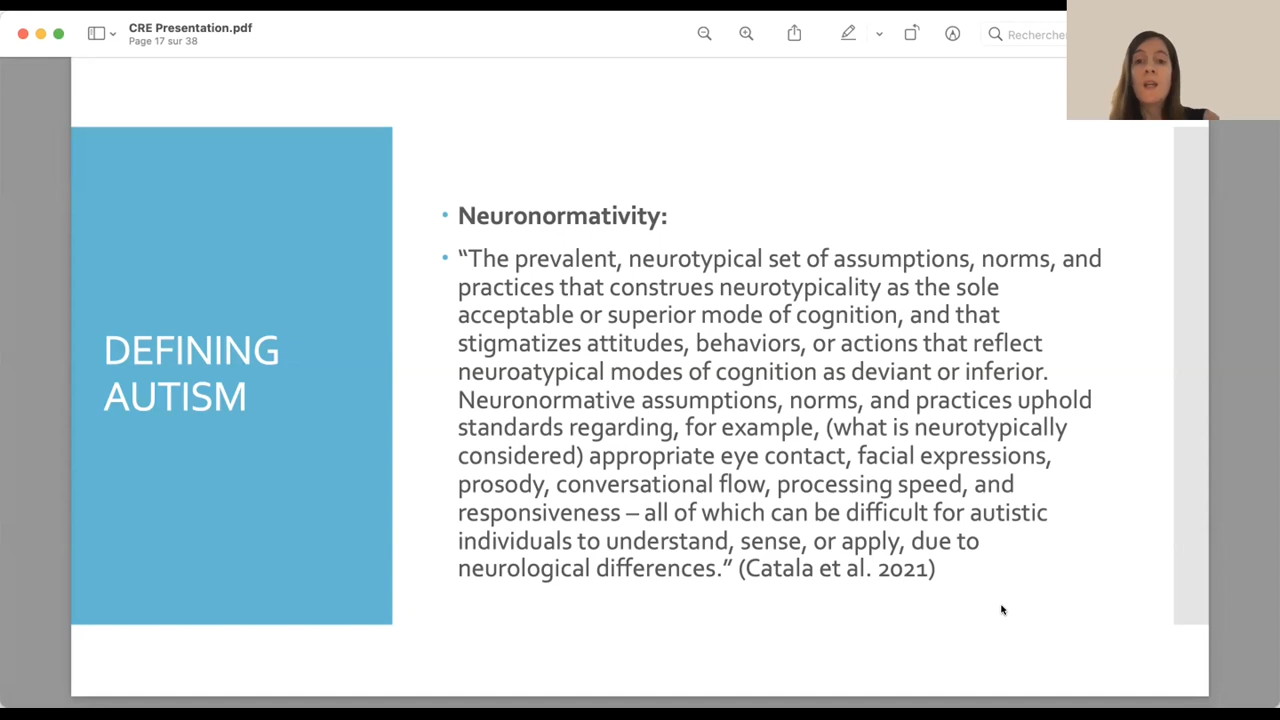 CRE Presentation.pdf
Page 17 sur 38
Recherche
DEFINING
AUTISM
• Neuronormativity:
• “The prevalent, neurotypical set of assumptions, norms, and
practices that construes neurotypicality as the sole
acceptable or superior mode of cognition, and that
stigmatizes attitudes, behaviors, or actions that reflect
neuroatypical modes of cognition as deviant or inferior.
Neuronormative assumptions, norms, and practices uphold
standards regarding, for example, (what is neurotypically
considered) appropriate eye contact, facial expressions,
prosody, conversational flow, processing speed, and
responsiveness – all of which can be difficult for autistic
individuals to understand, sense, or apply, due to
neurological differences.” (Catala et al. 2021)